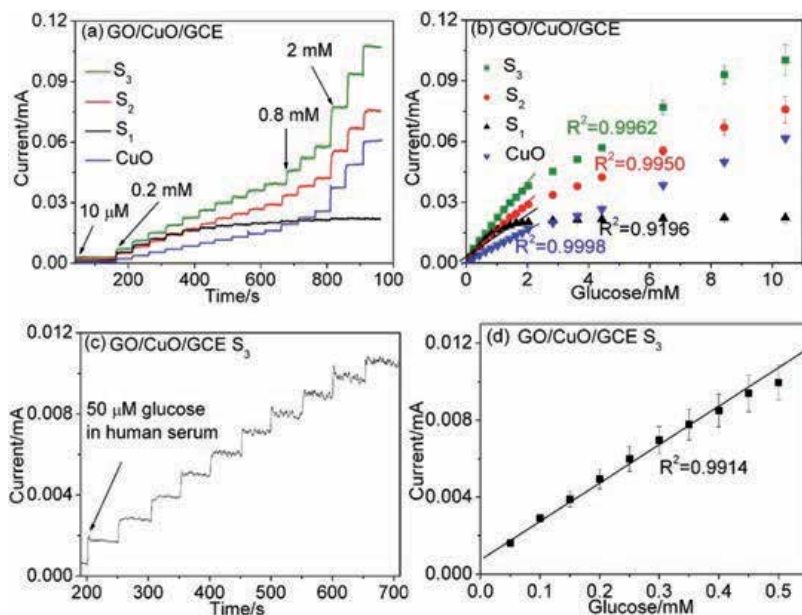 (a) GO/CuO/GCE
0.12
0.09
0.06
0.03
0.00
Current/mA
S3
S2
S1
CuO
10 μM
0.2 mM
0.8 mM
2 mM
0 200 400 600 800 1000
Time/s
(b) GO/CuO/GCE
0.12
0.09
0.06
0.03
0.00
Current/mA
S3
S2
S1
CuO
R²=0.9962
R²=0.9950
R²=0.9196
R²=0.9998
0 2 4 6 8 10
Glucose/mM
(c) GO/CuO/GCE S3
0.012
0.008
0.004
0.000
Current/mA
50 μM glucose
in human serum
200 300 400 500 600 700
Time/s
(d) GO/CuO/GCE S3
0.012
0.008
0.004
0.000
Current/mA
R²=0.9914
0.0 0.1 0.2 0.3 0.4 0.5
Glucose/mM